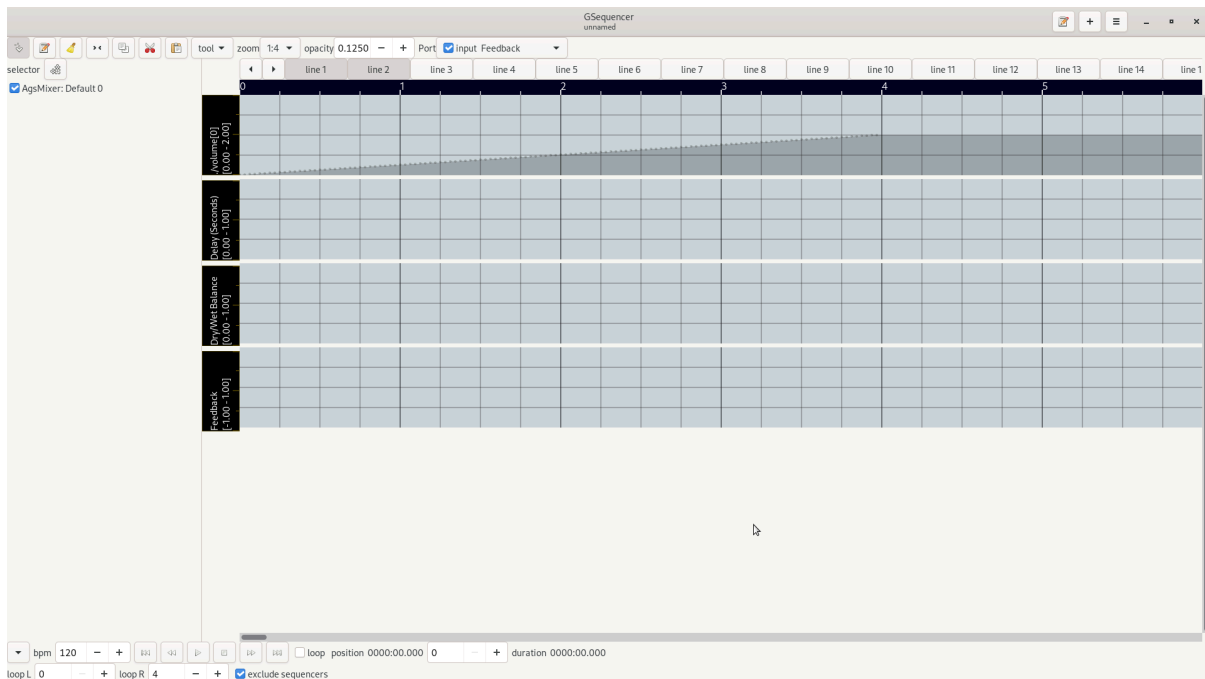 GSequencer
unnamed
tool zoom 1:4 opacity 0.1250 − + Port input Feedback
selector
line 1 line 2 line 3 line 4 line 5 line 6 line 7 line 8 line 9 line 10 line 11 line 12 line 13 line 14 line 1
AgsMixer: Default 0
0 1 2 3 4 5
./volume[0]
[0.00 - 2.00]
Delay (Seconds)
[0.00 - 1.00]
Dry/Wet Balance
[0.00 - 1.00]
Feedback
[-1.00 - 1.00]
bpm 120 − + loop position 0000:00.000 0 − + duration 0000:00.000
loop L 0 − + loop R 4 − + exclude sequencers